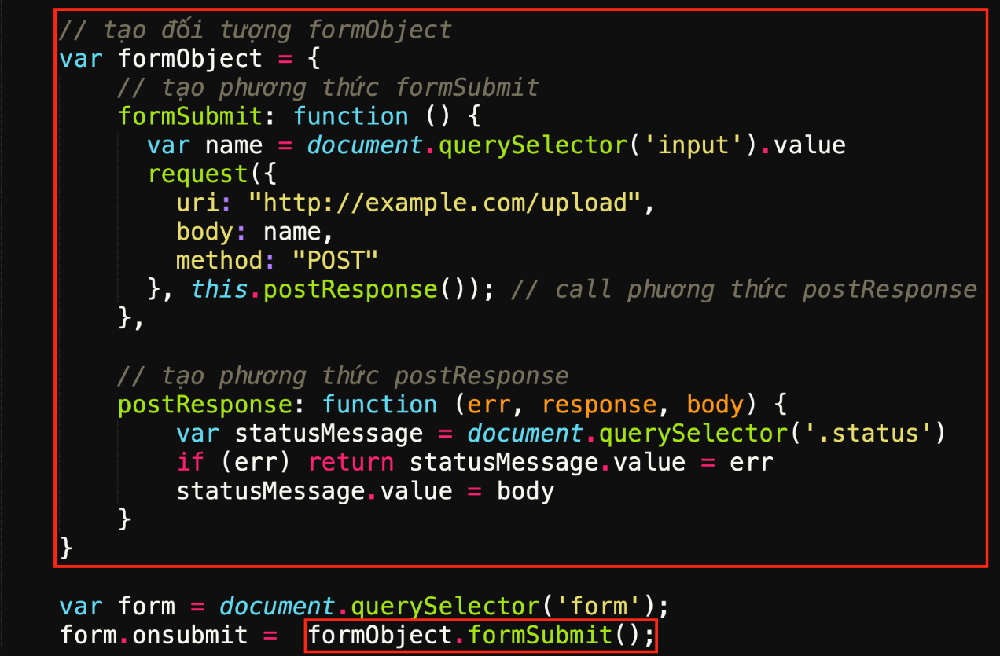 // tạo đối tượng formObject
var formObject = {
// tạo phương thức formSubmit
formSubmit: function () {
var name = document.querySelector('input').value
request({
uri: "http://example.com/upload",
body: name,
method: "POST"
}, this.postResponse()); // call phương thức postResponse
},
// tạo phương thức postResponse
postResponse: function (err, response, body) {
var statusMessage = document.querySelector('.status')
if (err) return statusMessage.value = err
statusMessage.value = body
}
}
var form = document.querySelector('form');
form.onsubmit = formObject.formSubmit();